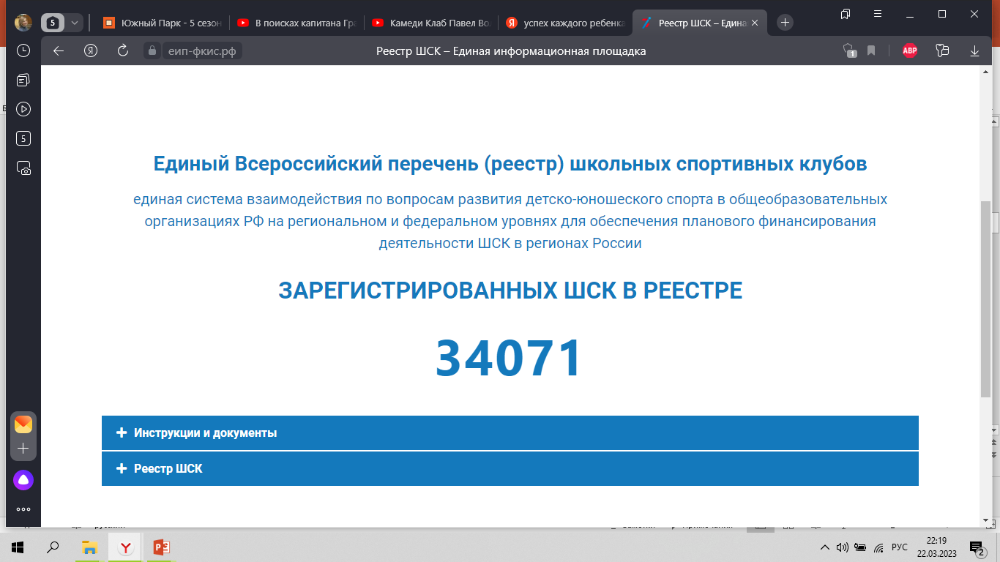 5
Южный Парк - 5 сезон
В поисках капитана Гра
Камеди Клаб Павел Вол
успех каждого ребенка
Реестр ШСК – Едина
еип-фкис.рф
Реестр ШСК – Единая информационная площадка
1
ABP
5
Единый Всероссийский перечень (реестр) школьных спортивных клубов
единая система взаимодействия по вопросам развития детско-юношеского спорта в общеобразовательных
организациях РФ на региональном и федеральном уровнях для обеспечения планового финансирования
деятельности ШСК в регионах России
ЗАРЕГИСТРИРОВАННЫХ ШСК В РЕЕСТРЕ
34071
Инструкции и документы
Реестр ШСК
РУС
22:19
22.03.2023
2